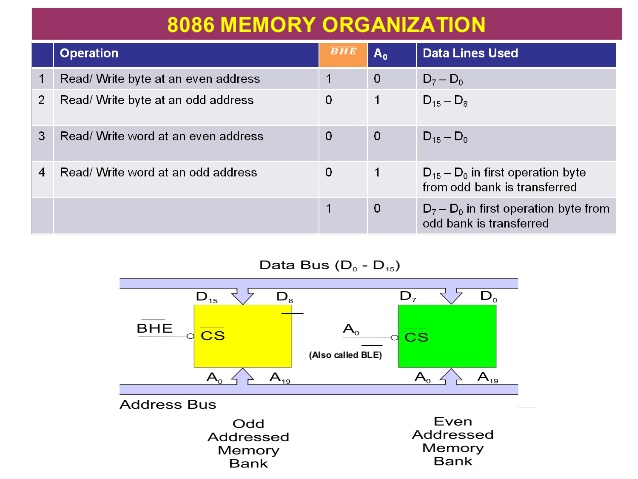 8086 MEMORY ORGANIZATION
Operation BHE A₀ Data Lines Used
1 Read/ Write byte at an even address 1 0 D₇ – D₀
2 Read/ Write byte at an odd address 0 1 D₁₅ – D₈
3 Read/ Write word at an even address 0 0 D₁₅ – D₀
4 Read/ Write word at an odd address 0 1 D₁₅ – D₀ in first operation byte
from odd bank is transferred
1 0 D₇ – D₀ in first operation byte from
odd bank is transferred
Data Bus (D₀ - D₁₅)
D₁₅ D₈ D₇ D₀
BHE CS A₀ CS
(Also called BLE)
A₀ A₁₉ A₀ A₁₉
Address Bus
Odd
Addressed
Memory
Bank
Even
Addressed
Memory
Bank